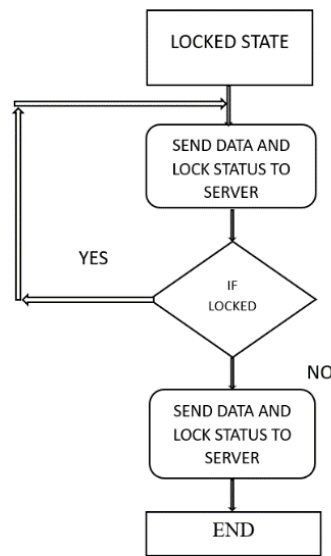 LOCKED STATE
SEND DATA AND
LOCK STATUS TO
SERVER
YES
IF
LOCKED
NO
SEND DATA AND
LOCK STATUS TO
SERVER
END